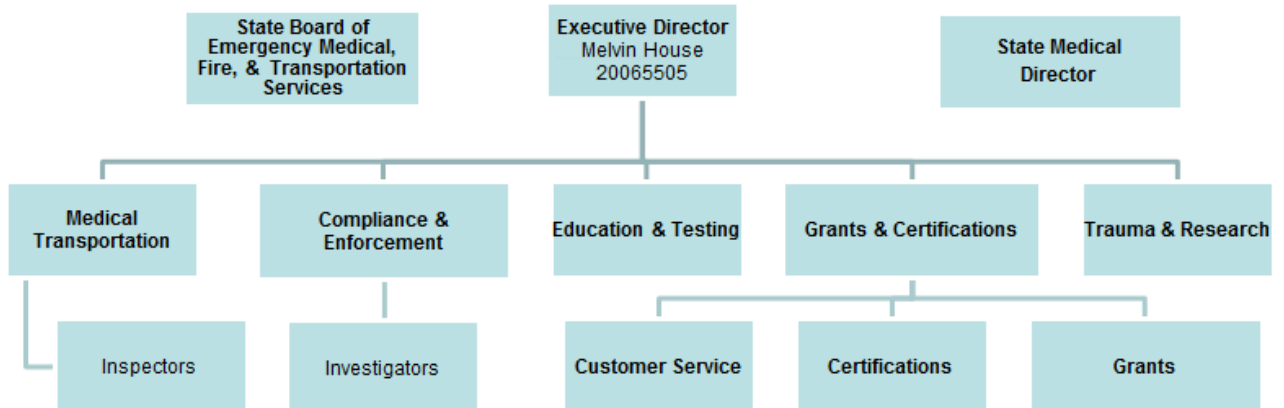 State Board of
Emergency Medical,
Fire, & Transportation
Services
Executive Director
Melvin House
20065505
State Medical
Director
Medical
Transportation
Compliance &
Enforcement
Education & Testing
Grants & Certifications
Trauma & Research
Inspectors
Investigators
Customer Service
Certifications
Grants